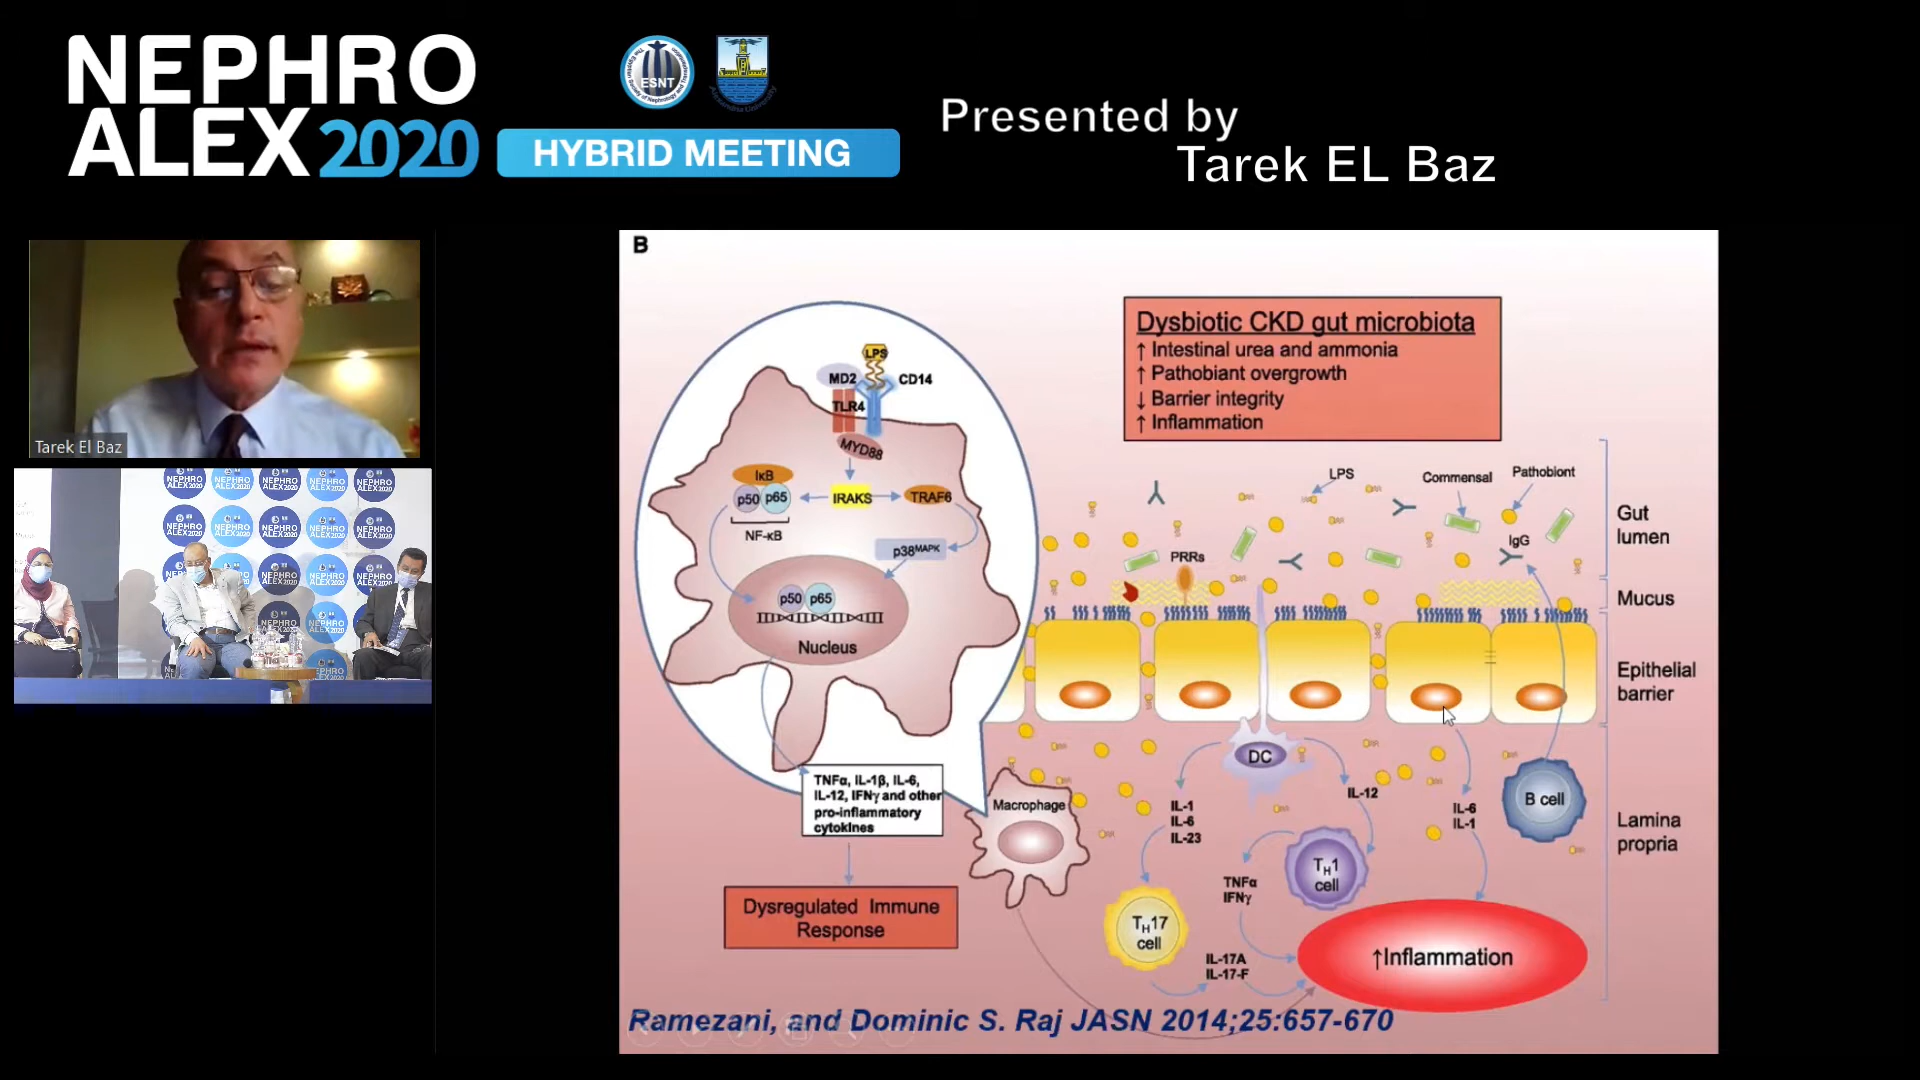 NEPHRO
ALEX 2020
ESNT
HYBRID MEETING
Presented by
Tarek EL Baz
Tarek El Baz
NEPHRO
ALEX2020
B
Dysbiotic CKD gut microbiota
↑ Intestinal urea and ammonia
↑ Pathobiant overgrowth
↓ Barrier integrity
↑ Inflammation
LPS
MD2
CD14
TLR4
MYD88
IκB
p50 p65
IRAKS
TRAF6
NF-κB
p38MAPK
p50 p65
Nucleus
TNFα, IL-1β, IL-6,
IL-12, IFNγ and other
pro-inflammatory
cytokines
Dysregulated Immune
Response
LPS
Commensal
Pathobiont
IgG
PRRs
Gut
lumen
Mucus
Epithelial
barrier
Lamina
propria
DC
Macrophage
IL-1
IL-6
IL-23
IL-12
IL-6
IL-1
B cell
TH1
cell
TNFα
IFNγ
TH17
cell
IL-17A
IL-17-F
↑Inflammation
Ramezani, and Dominic S. Raj JASN 2014;25:657-670